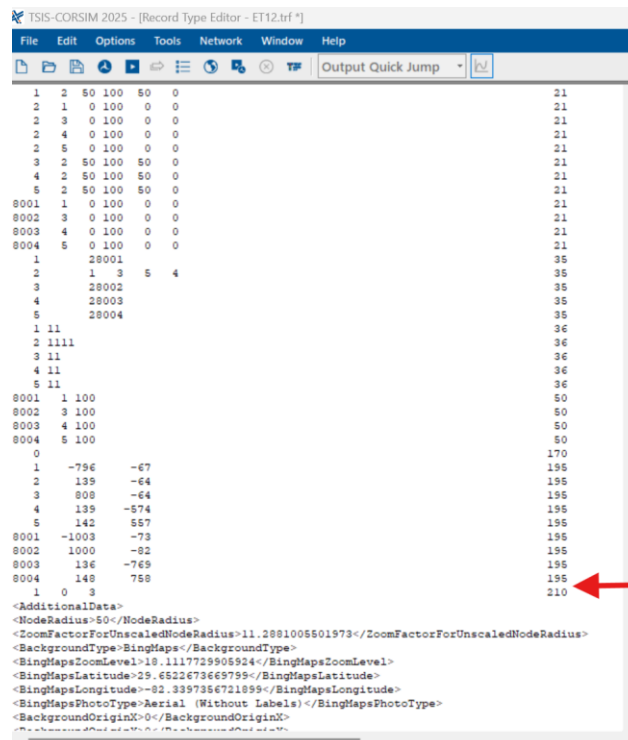 TSIS-CORSIM 2025 - [Record Type Editor - ET12.trf *]
File Edit Options Tools Network Window Help
Output Quick Jump
1 2 50 100 50 0 21
2 1 0 100 0 0 21
2 3 0 100 0 0 21
2 4 0 100 0 0 21
2 5 0 100 0 0 21
3 2 50 100 50 0 21
4 2 50 100 50 0 21
5 2 50 100 50 0 21
8001 1 0 100 0 0 21
8002 3 0 100 0 0 21
8003 4 0 100 0 0 21
8004 5 0 100 0 0 21
1 28001 35
2 1 3 5 4 35
3 28002 35
4 28003 35
5 28004 35
1 11 36
2 1111 36
3 11 36
4 11 36
5 11 36
8001 1 100 50
8002 3 100 50
8003 4 100 50
8004 5 100 50
0 170
1 -796 -67 195
2 139 -64 195
3 808 -64 195
4 139 -574 195
5 142 557 195
8001 -1003 -73 195
8002 1000 -82 195
8003 136 -769 195
8004 148 758 195
1 0 3 210
<AdditionalData>
<NodeRadius>50</NodeRadius>
<ZoomFactorForUnscaledNodeRadius>11.2881005501973</ZoomFactorForUnscaledNodeRadius>
<BackgroundType>BingMaps</BackgroundType>
<BingMapsZoomLevel>18.1117729905924</BingMapsZoomLevel>
<BingMapsLatitude>29.6522673669799</BingMapsLatitude>
<BingMapsLongitude>-82.3397356721899</BingMapsLongitude>
<BingMapsPhotoType>Aerial (Without Labels)</BingMapsPhotoType>
<BackgroundOriginX>0</BackgroundOriginX>